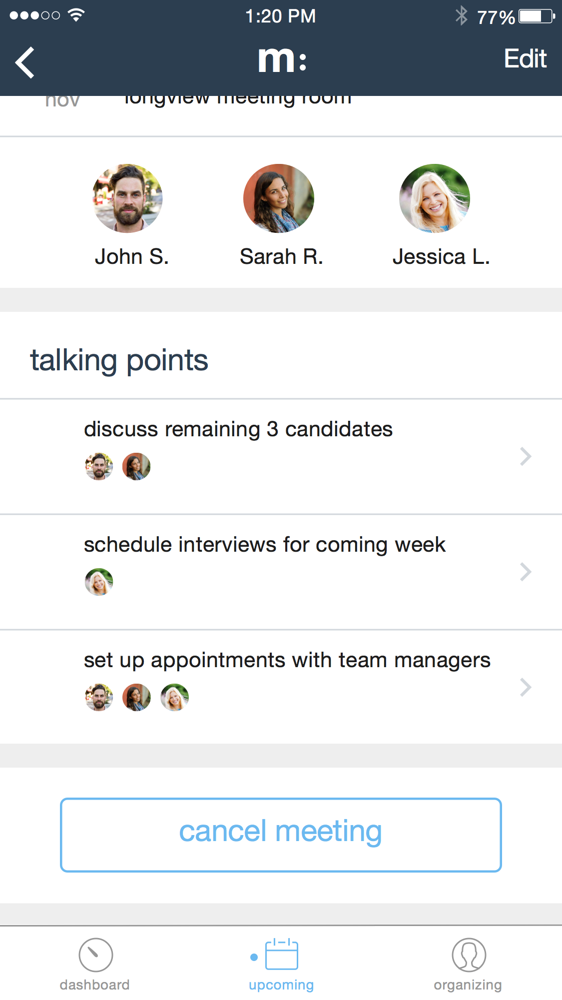 1:20 PM
77%
m:
Edit
nov
longview meeting room
John S.
Sarah R.
Jessica L.
talking points
discuss remaining 3 candidates
schedule interviews for coming week
set up appointments with team managers
cancel meeting
dashboard
upcoming
organizing